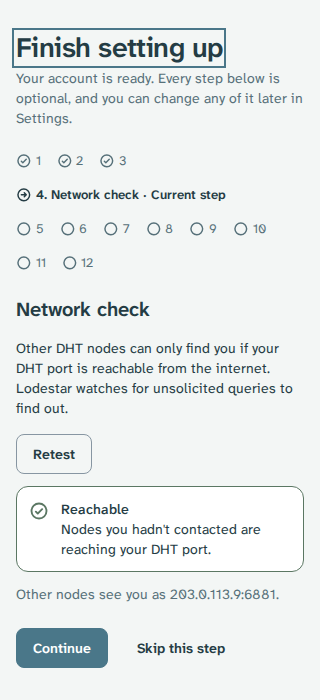 Finish setting up
Your account is ready. Every step below is
optional, and you can change any of it later in
Settings.
1 2 3
4. Network check · Current step
5 6 7 8 9 10
11 12
Network check
Other DHT nodes can only find you if your
DHT port is reachable from the internet.
Lodestar watches for unsolicited queries to
find out.
Retest
Reachable
Nodes you hadn't contacted are
reaching your DHT port.
Other nodes see you as 203.0.113.9:6881.
Continue Skip this step